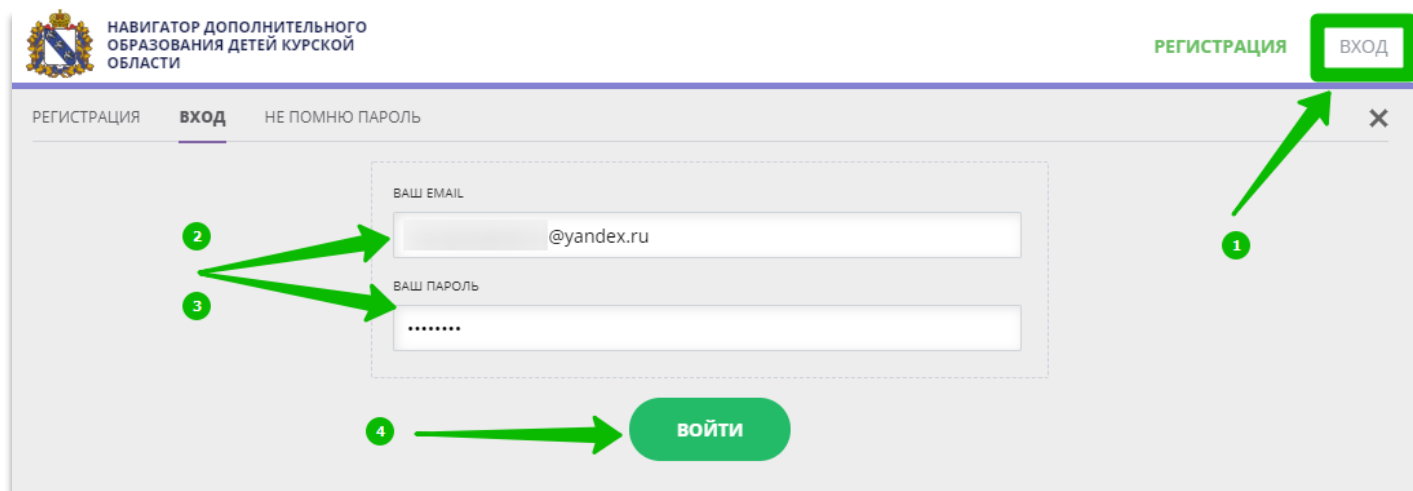 НАВИГАТОР ДОПОЛНИТЕЛЬНОГО
ОБРАЗОВАНИЯ ДЕТЕЙ КУРСКОЙ
ОБЛАСТИ
РЕГИСТРАЦИЯ ВХОД
РЕГИСТРАЦИЯ ВХОД НЕ ПОМНЮ ПАРОЛЬ
ВАШ EMAIL
2 @yandex.ru
1
ВАШ ПАРОЛЬ
3
••••••••
4 ВОЙТИ